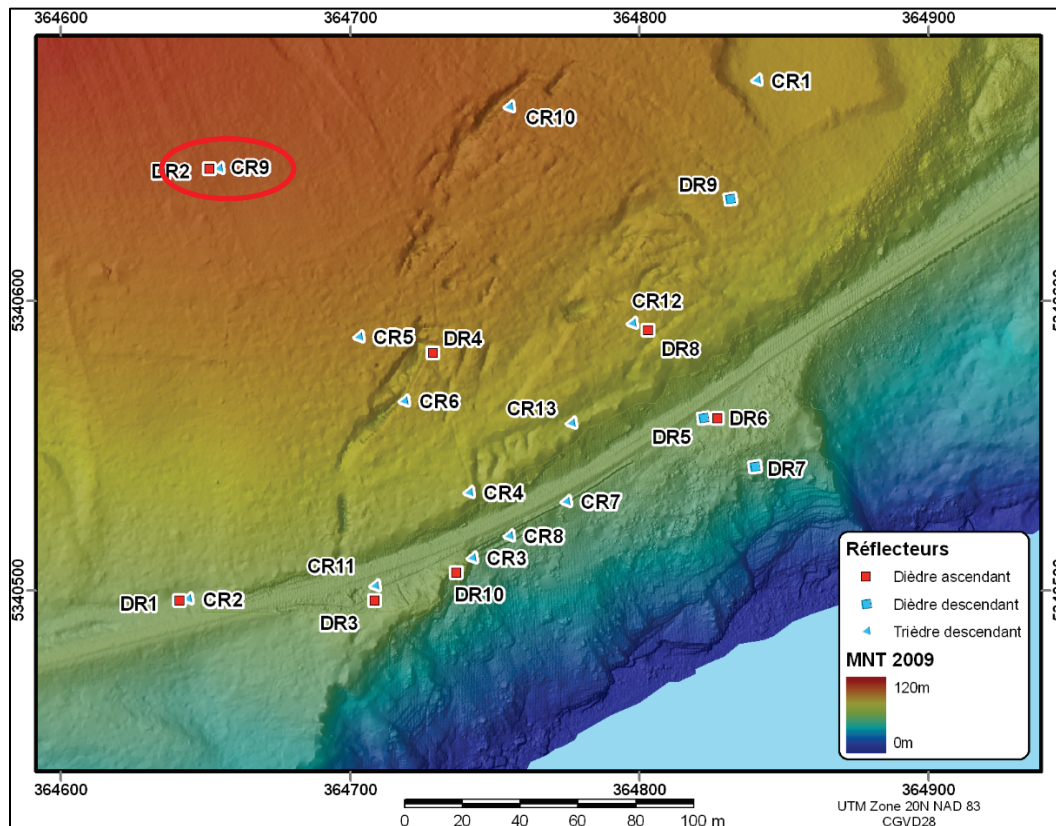 364600 364700 364800 364900
CR1
CR10
DR2 CR9
DR9
5340600
CR12
CR5 DR4
DR8
CR6
CR13
DR5 DR6
DR7
CR4
CR7
CR8
CR3
CR11
5340500
DR1 CR2
DR10
DR3
Réflecteurs
Dièdre ascendant
Dièdre descendant
Trièdre descendant
MNT 2009
120m
0m
364600 364700 364800 364900
0 20 40 60 80 100 m
UTM Zone 20N NAD 83
CGVD28